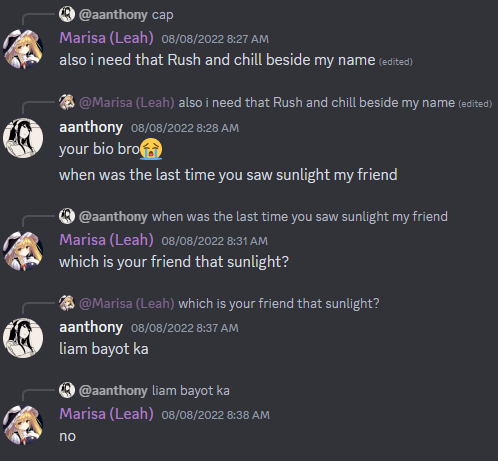 @aanthony cap
Marisa (Leah) 08/08/2022 8:27 AM
also i need that Rush and chill beside my name (edited)
@Marisa (Leah) also i need that Rush and chill beside my name (edited)
aanthony 08/08/2022 8:28 AM
your bio bro😭
when was the last time you saw sunlight my friend
@aanthony when was the last time you saw sunlight my friend
Marisa (Leah) 08/08/2022 8:31 AM
which is your friend that sunlight?
@Marisa (Leah) which is your friend that sunlight?
aanthony 08/08/2022 8:37 AM
liam bayot ka
@aanthony liam bayot ka
Marisa (Leah) 08/08/2022 8:38 AM
no